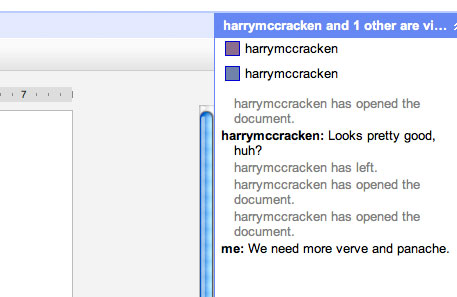 harrymccracken and 1 other are vi...
harrymccracken
harrymccracken
7
harrymccracken has opened the
document.
harrymccracken: Looks pretty good,
huh?
harrymccracken has left.
harrymccracken has opened the
document.
harrymccracken has opened the
document.
me: We need more verve and panache.